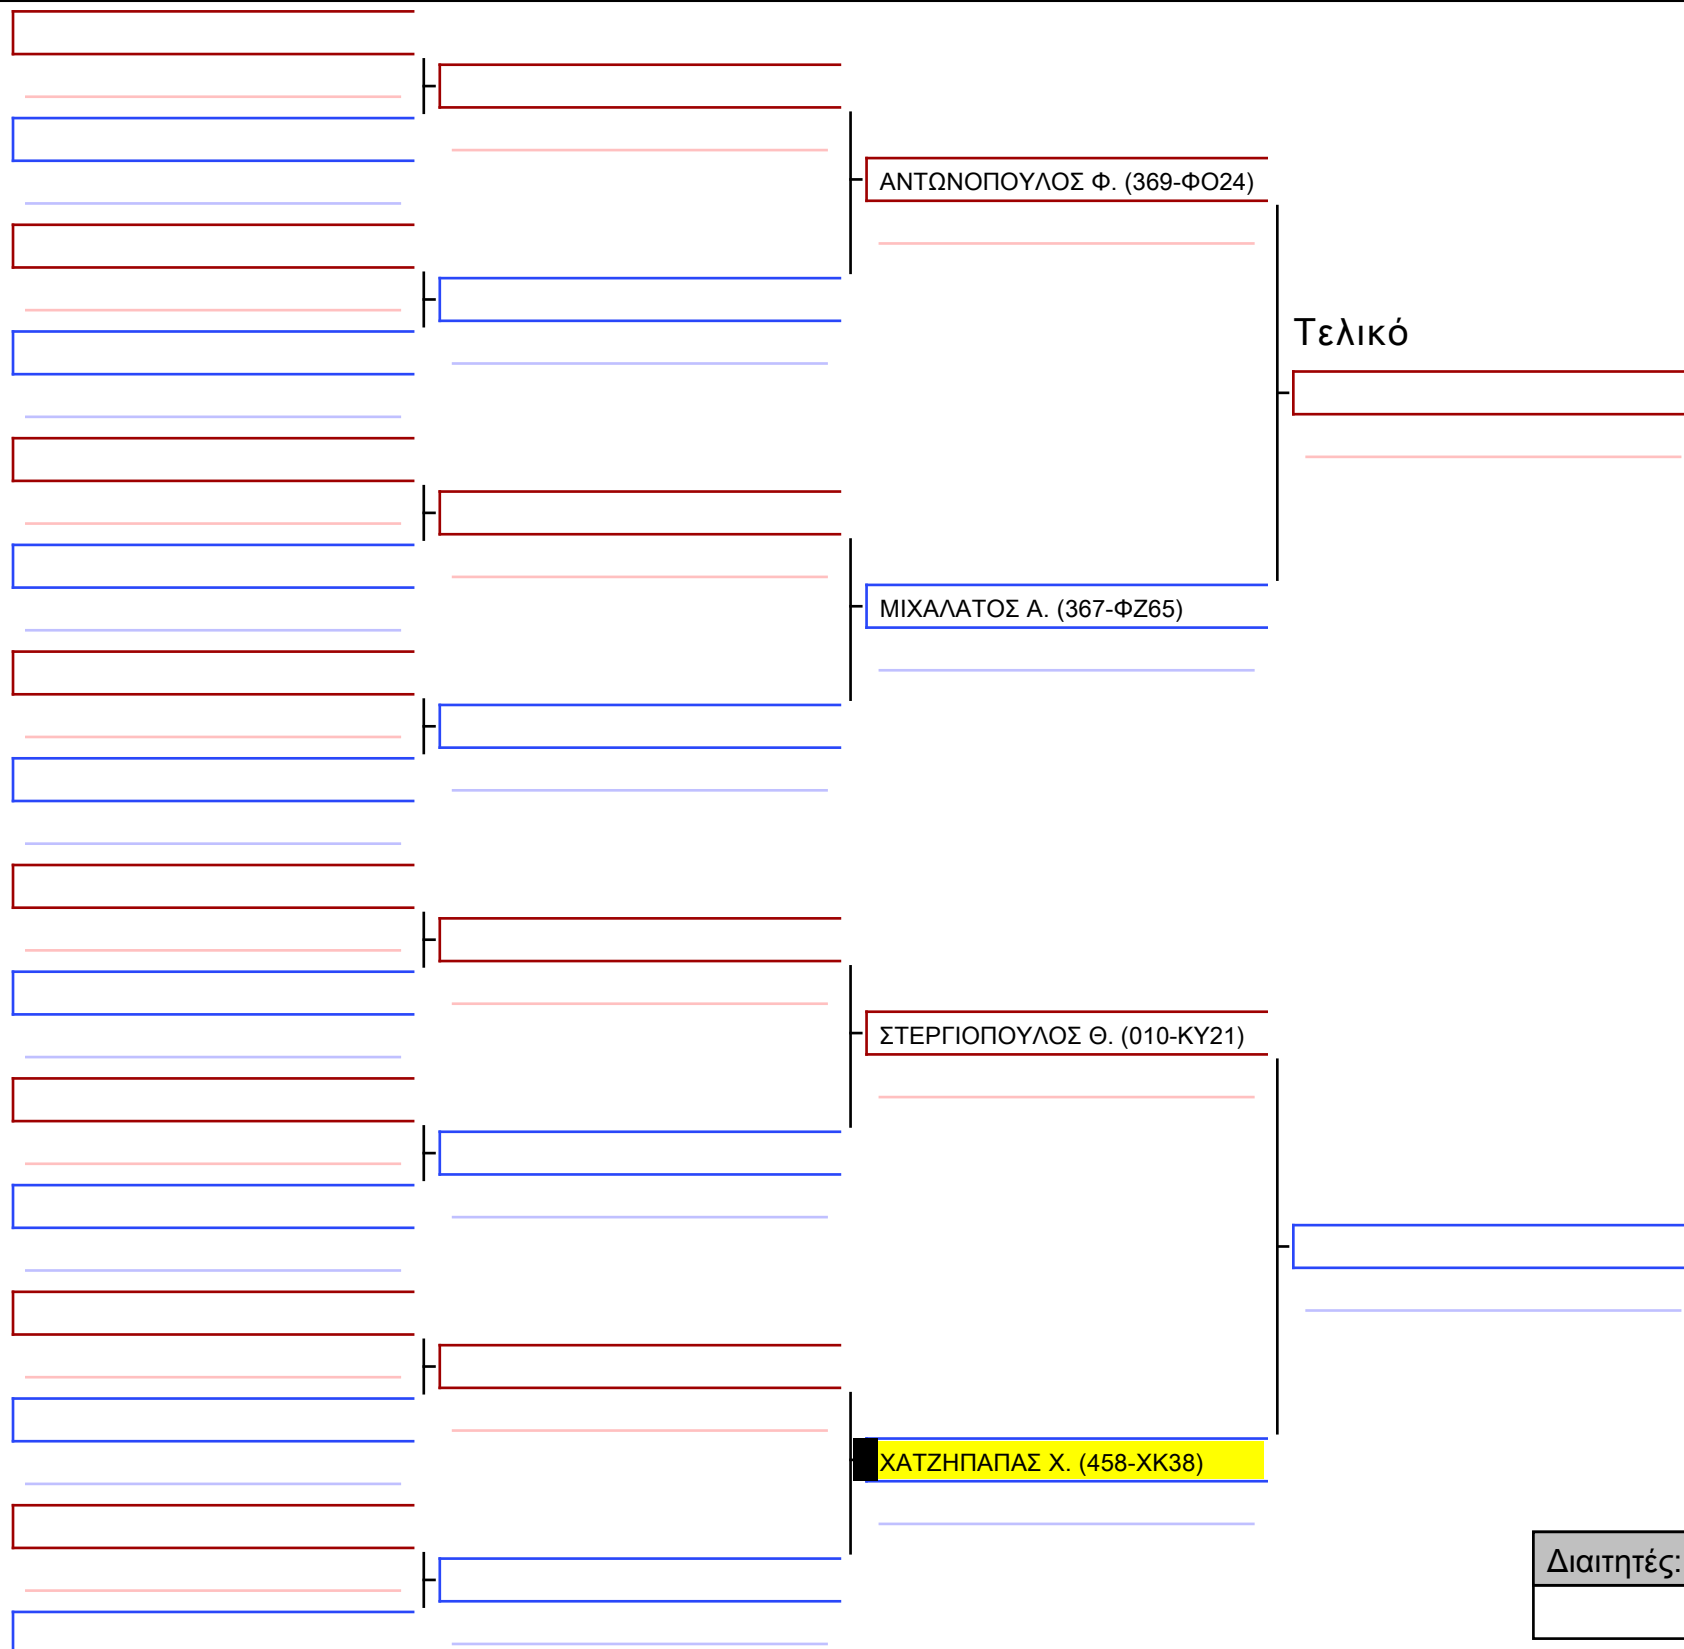 ΑΝΤΩΝΟΠΟΥΛΟΣ Φ. (369-ΦΟ24)
Τελικό
ΜΙΧΑΛΑΤΟΣ Α. (367-ΦΖ65)
ΣΤΕΡΓΙΟΠΟΥΛΟΣ Θ. (010-ΚΥ21)
ΧΑΤΖΗΠΑΠΑΣ Χ. (458-ΧΚ38)
Διαιτητές: